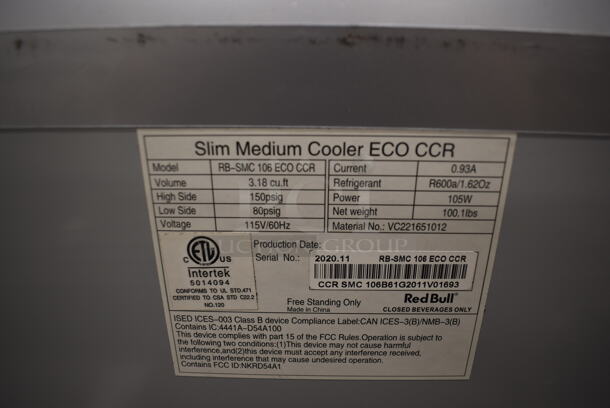 Slim Medium Cooler ECO CCR
Model RB-SMC 106 ECO CCR Current 0.93A
Volume 3.18 cu.ft Refrigerant R600a/1.62Oz
High Side 150psig Power 105W
Low Side 80psig Net weight 100.1lbs
Voltage 115V/60Hz Material No.: VC221651012
ETL
C US
Intertek
5014094
CONFORMS TO UL STD.471
CERTIFIED TO CSA STD C22.2
NO.120
Production Date:
Serial No.: 2020.11 RB-SMC 106 ECO CCR
CCR SMC 106B61G2011V01693
Free Standing Only
Made in China
Red Bull
CLOSED BEVERAGES ONLY
ISED ICES-003 Class B device Compliance Label:CAN ICES-3(B)/NMB-3(B)
Contains IC:4441A-D54A100
This device complies with part 15 of the FCC Rules.Operation is subject to
the following two conditions:(1)This device may not cause harmful
interference,and(2)this device must accept any interference received,
including interference that may cause undesired operation.
Contains FCC ID:NKRD54A1
GROUP